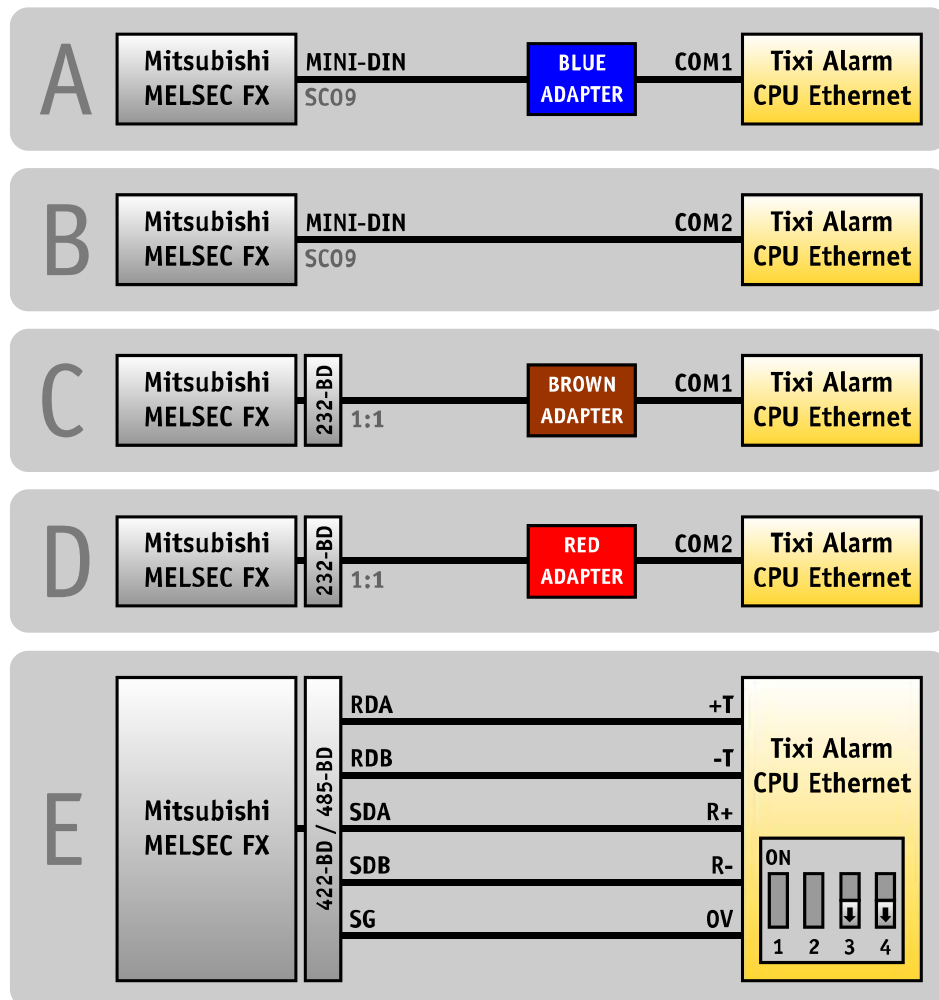 A
Mitsubishi
MELSEC FX
MINI-DIN
SC09
BLUE
ADAPTER
COM1
Tixi Alarm
CPU Ethernet
B
Mitsubishi
MELSEC FX
MINI-DIN
SC09
COM2
Tixi Alarm
CPU Ethernet
C
Mitsubishi
MELSEC FX
232-BD
1:1
BROWN
ADAPTER
COM1
Tixi Alarm
CPU Ethernet
D
Mitsubishi
MELSEC FX
232-BD
1:1
RED
ADAPTER
COM2
Tixi Alarm
CPU Ethernet
E
Mitsubishi
MELSEC FX
422-BD / 485-BD
RDA
+T
RDB
-T
SDA
R+
SDB
R-
SG
0V
Tixi Alarm
CPU Ethernet
ON
1 2 3 4